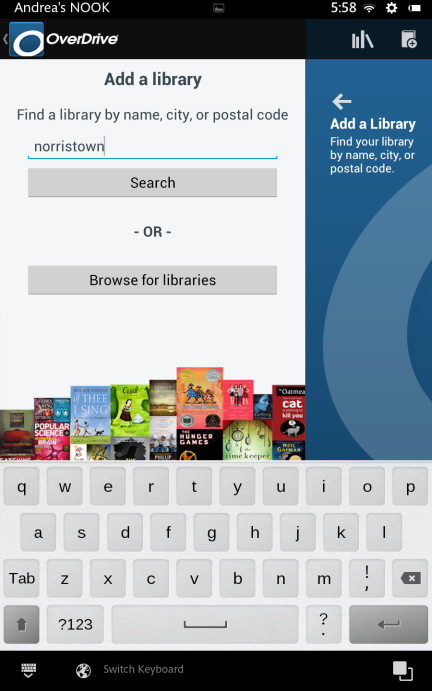 Andrea's NOOK
5:58
OverDrive
Add a library
Find a library by name, city, or postal code
norristown
Search
- OR -
Browse for libraries
Add a Library
Find your library
by name, city, or
postal code.
OF THEE
I SING
POPULAR
SCIENCE
BRAIN
THE
HUNGER
GAMES
the
time keeper
Oatmeal
cat
kill you
NEIL
GAIMAN
PHILLIP
q w e r t y u i o p
a s d f g h j k l
Tab z x c v b n m ! ,
?123 ? .
Switch Keyboard